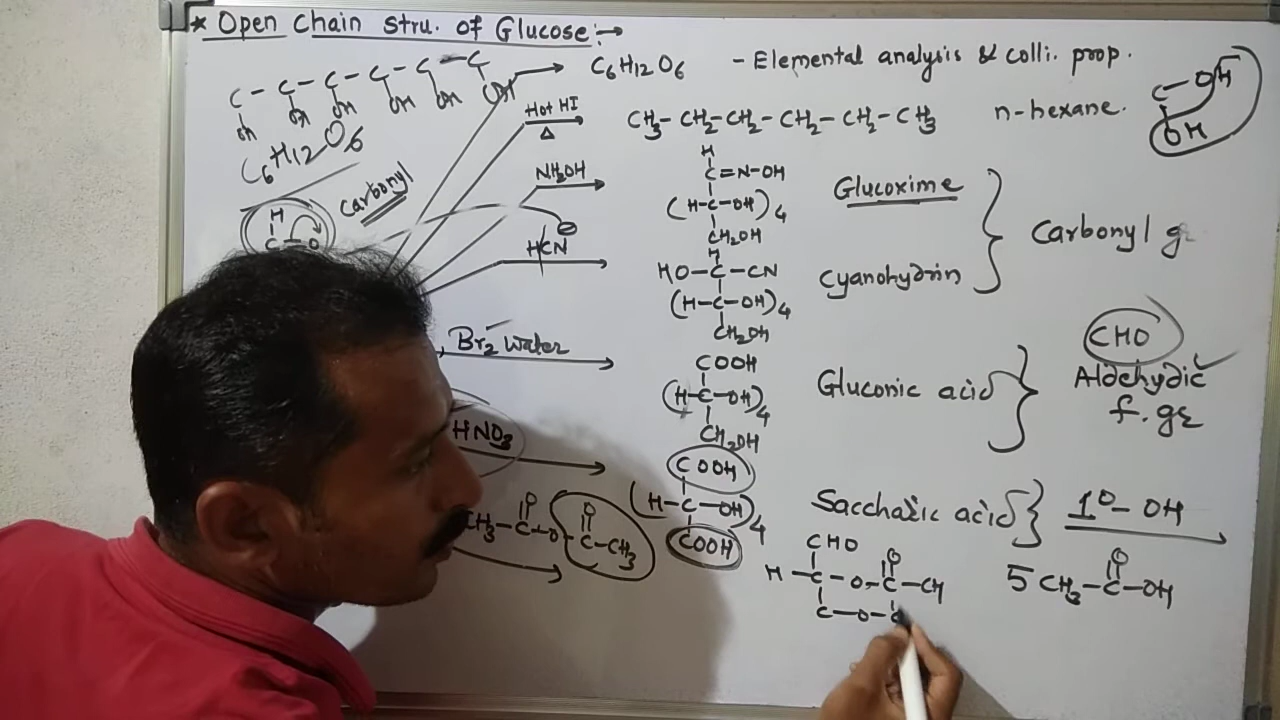 * Open Chain Stru. of Glucose:→
C - C - C - C - C - C
OH OH OH OH OH OH
C6H12O6
Carbonyl
H
C - O
→ C6H12O6 - Elemental analysis & colli. prop.
Hot HI
Δ
CH3-CH2-CH2-CH2-CH2-CH3 n-hexane.
C - OH
OH
NH2OH
H
C=N-OH
(H-C-OH)4
CH2OH
Glucoxime
HCN
H
HO-C-CN
(H-C-OH)4
CH2OH
Cyanohydrin
Carbonyl gr
Br2 water
COOH
(H-C-OH)4
CH2OH
Gluconic acid
CHO
Aldehydic
f. gr
HNO3
COOH
(H-C-OH)4
COOH
Saccharic acid
1°-OH
O O
CH3-C-O-C-CH3
CHO
O
H-C-O-C-CH
C-O-C
O
5 CH3-C-OH